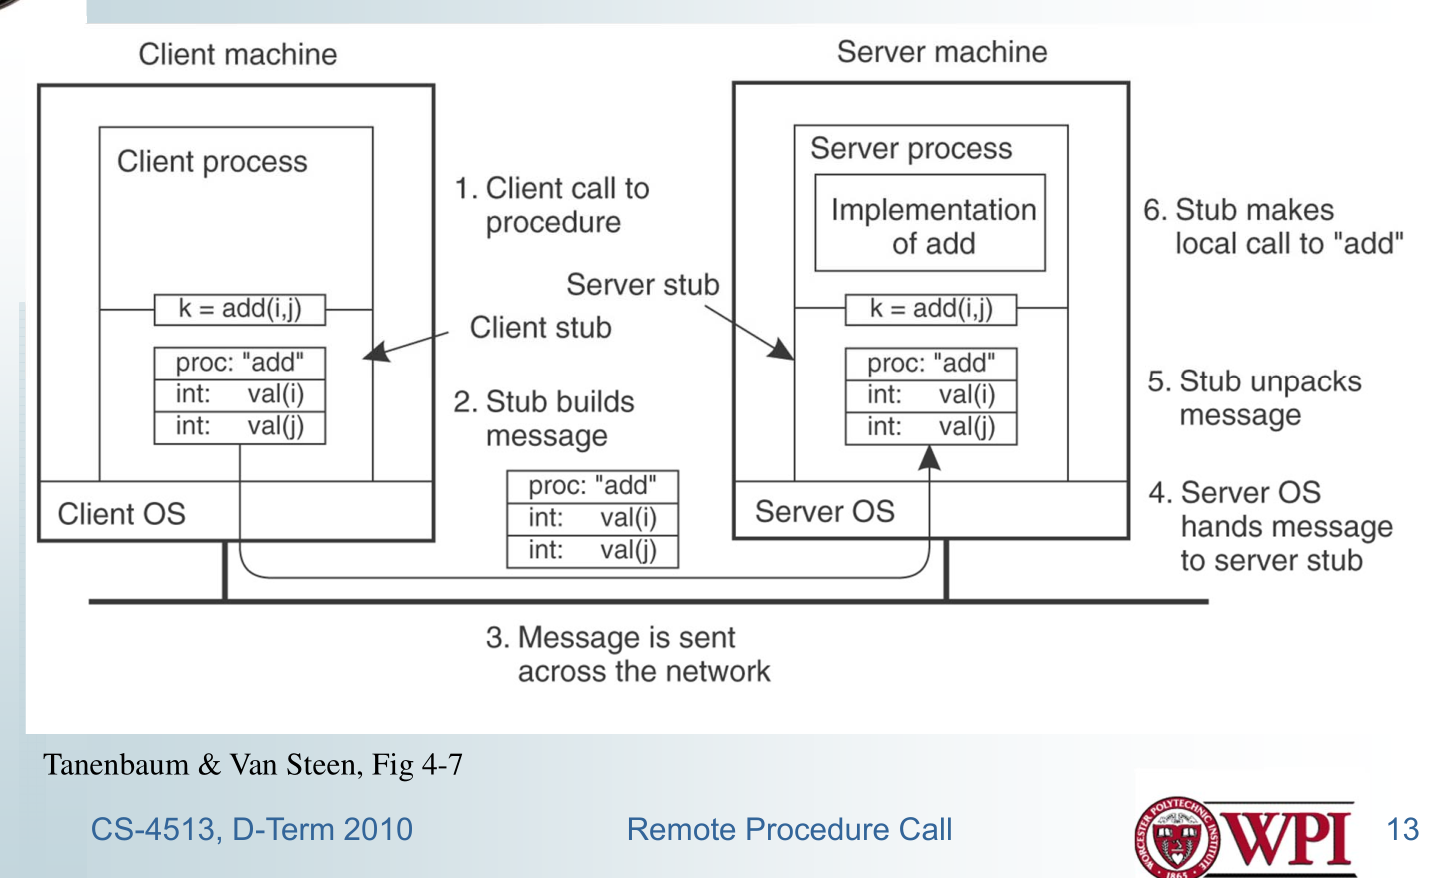 Client machine
Server machine
Client process
1. Client call to
procedure
Server process
Implementation
of add
6. Stub makes
local call to "add"
Server stub
k = add(i,j)
k = add(i,j)
Client stub
proc: "add"
int: val(i)
int: val(j)
proc: "add"
int: val(i)
int: val(j)
2. Stub builds
message
5. Stub unpacks
message
proc: "add"
int: val(i)
int: val(j)
Client OS
Server OS
4. Server OS
hands message
to server stub
3. Message is sent
across the network
Tanenbaum & Van Steen, Fig 4-7
CS-4513, D-Term 2010
Remote Procedure Call
WORCESTER POLYTECHNIC INSTITUTE
1865
WPI
13